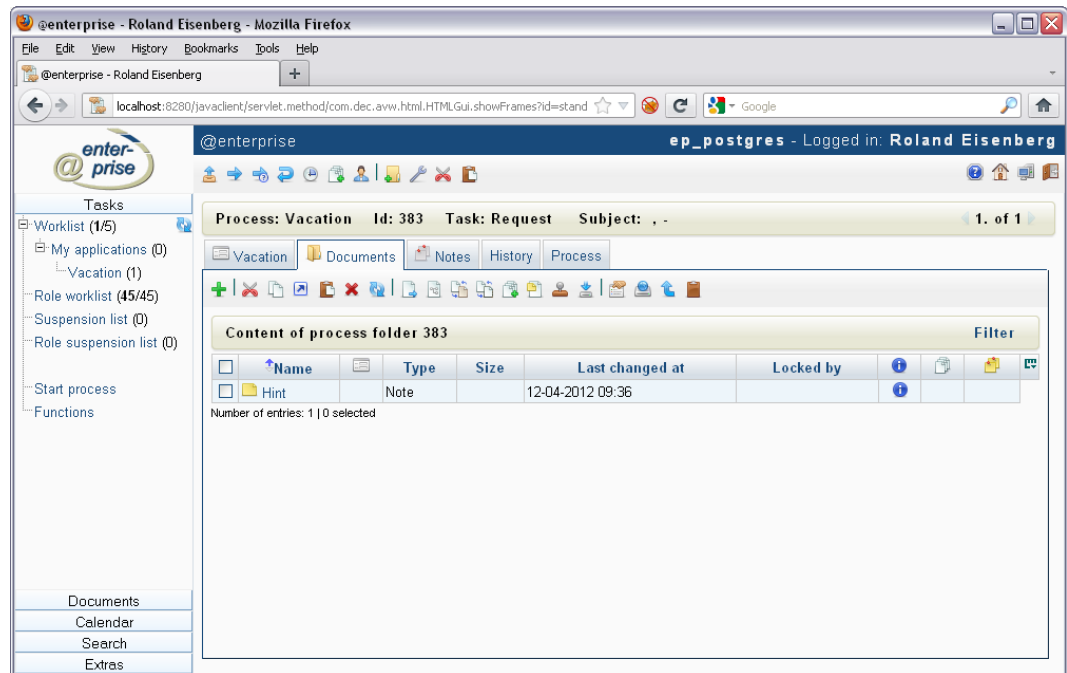 @enterprise - Roland Eisenberg - Mozilla Firefox
File Edit View History Bookmarks Tools Help
@enterprise - Roland Eisenberg
localhost:8280/javaclient/servlet.method/com.dec.avw.html.HTMLGui.showFrames?id=stand
Google
enter-
@ prise
@enterprise ep_postgres - Logged in: Roland Eisenberg
Tasks
Worklist (1/5)
My applications (0)
Vacation (1)
Role worklist (45/45)
Suspension list (0)
Role suspension list (0)
Start process
Functions
Documents
Calendar
Search
Extras
Process: Vacation Id: 383 Task: Request Subject: , - 1. of 1
Vacation Documents Notes History Process
Content of process folder 383 Filter
Name Type Size Last changed at Locked by
Hint Note 12-04-2012 09:36
Number of entries: 1 | 0 selected